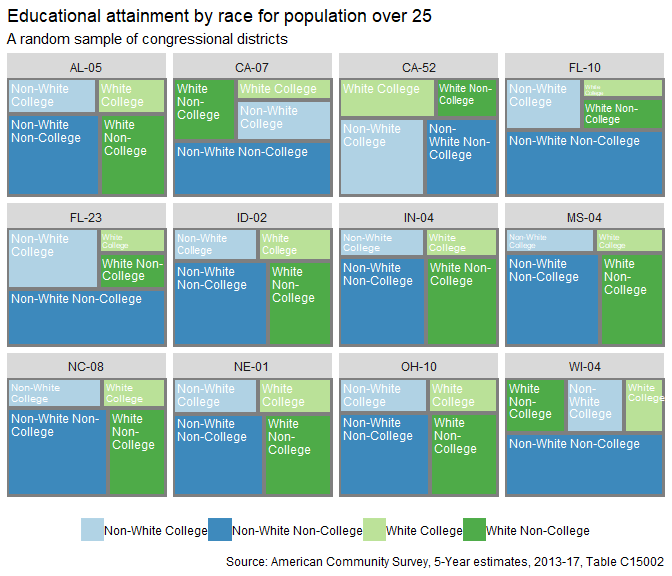 Educational attainment by race for population over 25
A random sample of congressional districts
AL-05
Non-White
College
White
College
Non-White
Non-College
White
Non-
College
CA-07
White
Non-
College
White College
Non-White
College
Non-White Non-College
CA-52
White College
White Non-
College
Non-White
College
Non-
White Non-
College
FL-10
Non-White
College
White
College
White Non-
College
Non-White Non-College
FL-23
Non-White
College
White
College
White Non-
College
Non-White Non-College
ID-02
Non-White
College
White
College
Non-White
Non-College
White
Non-
College
IN-04
Non-White
College
White
College
Non-White
Non-College
White Non-
College
MS-04
Non-White
College
White
College
Non-White
Non-College
White
Non-
College
NC-08
Non-White
College
White
College
Non-White Non-
College
White
Non-
College
NE-01
Non-White
College
White
College
Non-White
Non-College
White
Non-
College
OH-10
Non-White
College
White
College
Non-White
Non-College
White
Non-
College
WI-04
White
Non-
College
Non-
White
College
White
College
Non-White Non-College
Non-White College Non-White Non-College White College White Non-College
Source: American Community Survey, 5-Year estimates, 2013-17, Table C15002